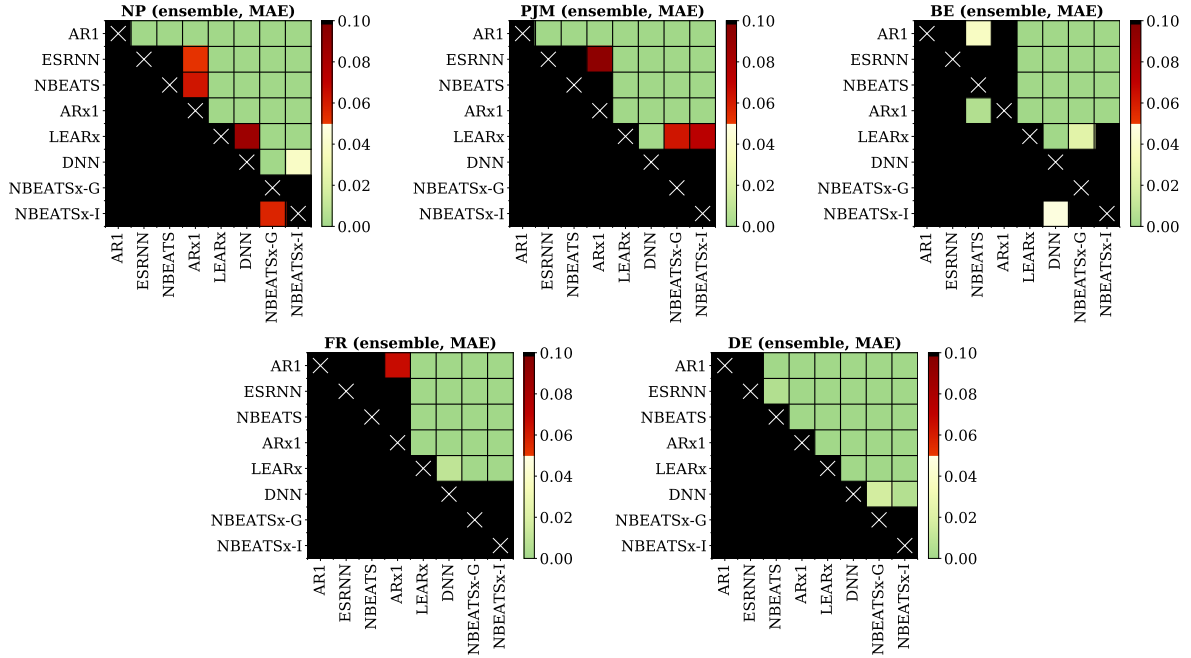 NP (ensemble, MAE)
AR1
ESRNN
NBEATS
ARx1
LEARx
DNN
NBEATSx-G
NBEATSx-I
0.10
0.08
0.06
0.04
0.02
0.00
AR1
ESRNN
NBEATS
ARx1
LEARx
DNN
NBEATSx-G
NBEATSx-I
PJM (ensemble, MAE)
AR1
ESRNN
NBEATS
ARx1
LEARx
DNN
NBEATSx-G
NBEATSx-I
0.10
0.08
0.06
0.04
0.02
0.00
AR1
ESRNN
NBEATS
ARx1
LEARx
DNN
NBEATSx-G
NBEATSx-I
BE (ensemble, MAE)
AR1
ESRNN
NBEATS
ARx1
LEARx
DNN
NBEATSx-G
NBEATSx-I
0.10
0.08
0.06
0.04
0.02
0.00
AR1
ESRNN
NBEATS
ARx1
LEARx
DNN
NBEATSx-G
NBEATSx-I
FR (ensemble, MAE)
AR1
ESRNN
NBEATS
ARx1
LEARx
DNN
NBEATSx-G
NBEATSx-I
0.10
0.08
0.06
0.04
0.02
0.00
AR1
ESRNN
NBEATS
ARx1
LEARx
DNN
NBEATSx-G
NBEATSx-I
DE (ensemble, MAE)
AR1
ESRNN
NBEATS
ARx1
LEARx
DNN
NBEATSx-G
NBEATSx-I
0.10
0.08
0.06
0.04
0.02
0.00
AR1
ESRNN
NBEATS
ARx1
LEARx
DNN
NBEATSx-G
NBEATSx-I